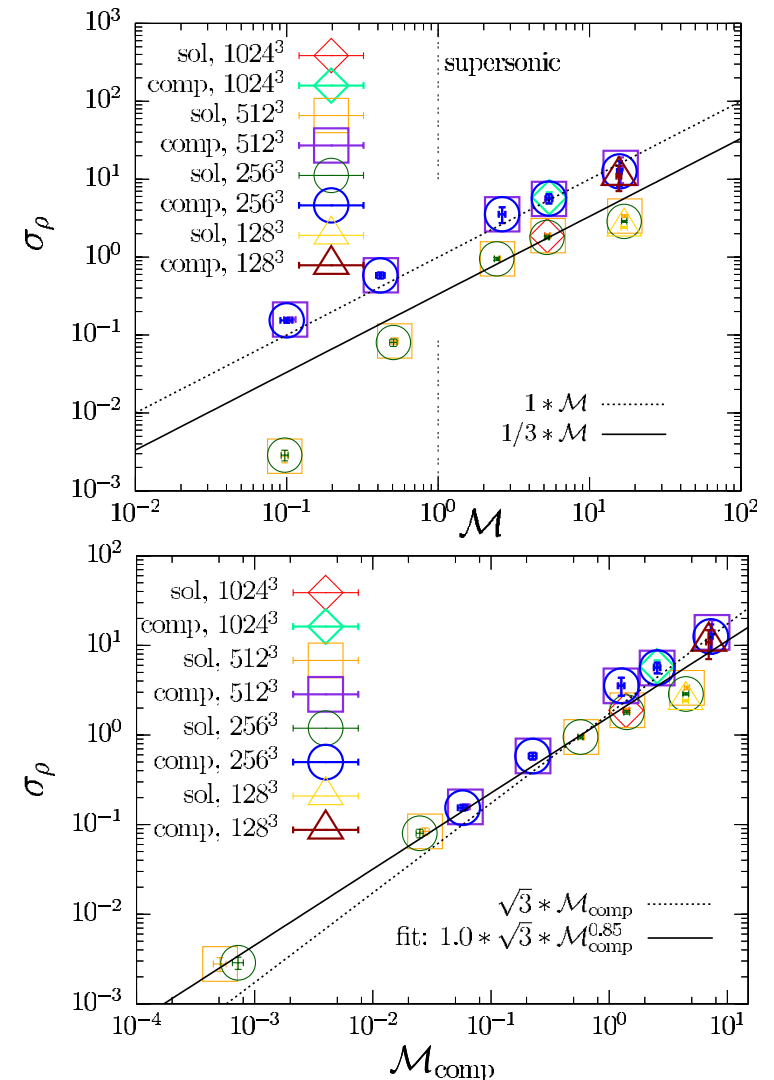 10³
sol, 1024³
supersonic
comp, 1024³
10²
sol, 512³
comp, 512³
sol, 256³
10¹
comp, 256³
σ_ρ
sol, 128³
10⁰
comp, 128³
10⁻¹
10⁻²
1 ∗ ℳ
1/3 ∗ ℳ
10⁻³
10⁻² 10⁻¹ 10⁰ 10¹ 10²
ℳ
10²
sol, 1024³
comp, 1024³
10¹
sol, 512³
comp, 512³
sol, 256³
10⁰
comp, 256³
σ_ρ
sol, 128³
10⁻¹
comp, 128³
√3 ∗ ℳ_comp
10⁻²
fit: 1.0 ∗ √3 ∗ ℳ_comp^0.85
10⁻³
10⁻⁴ 10⁻³ 10⁻² 10⁻¹ 10⁰ 10¹
ℳ_comp